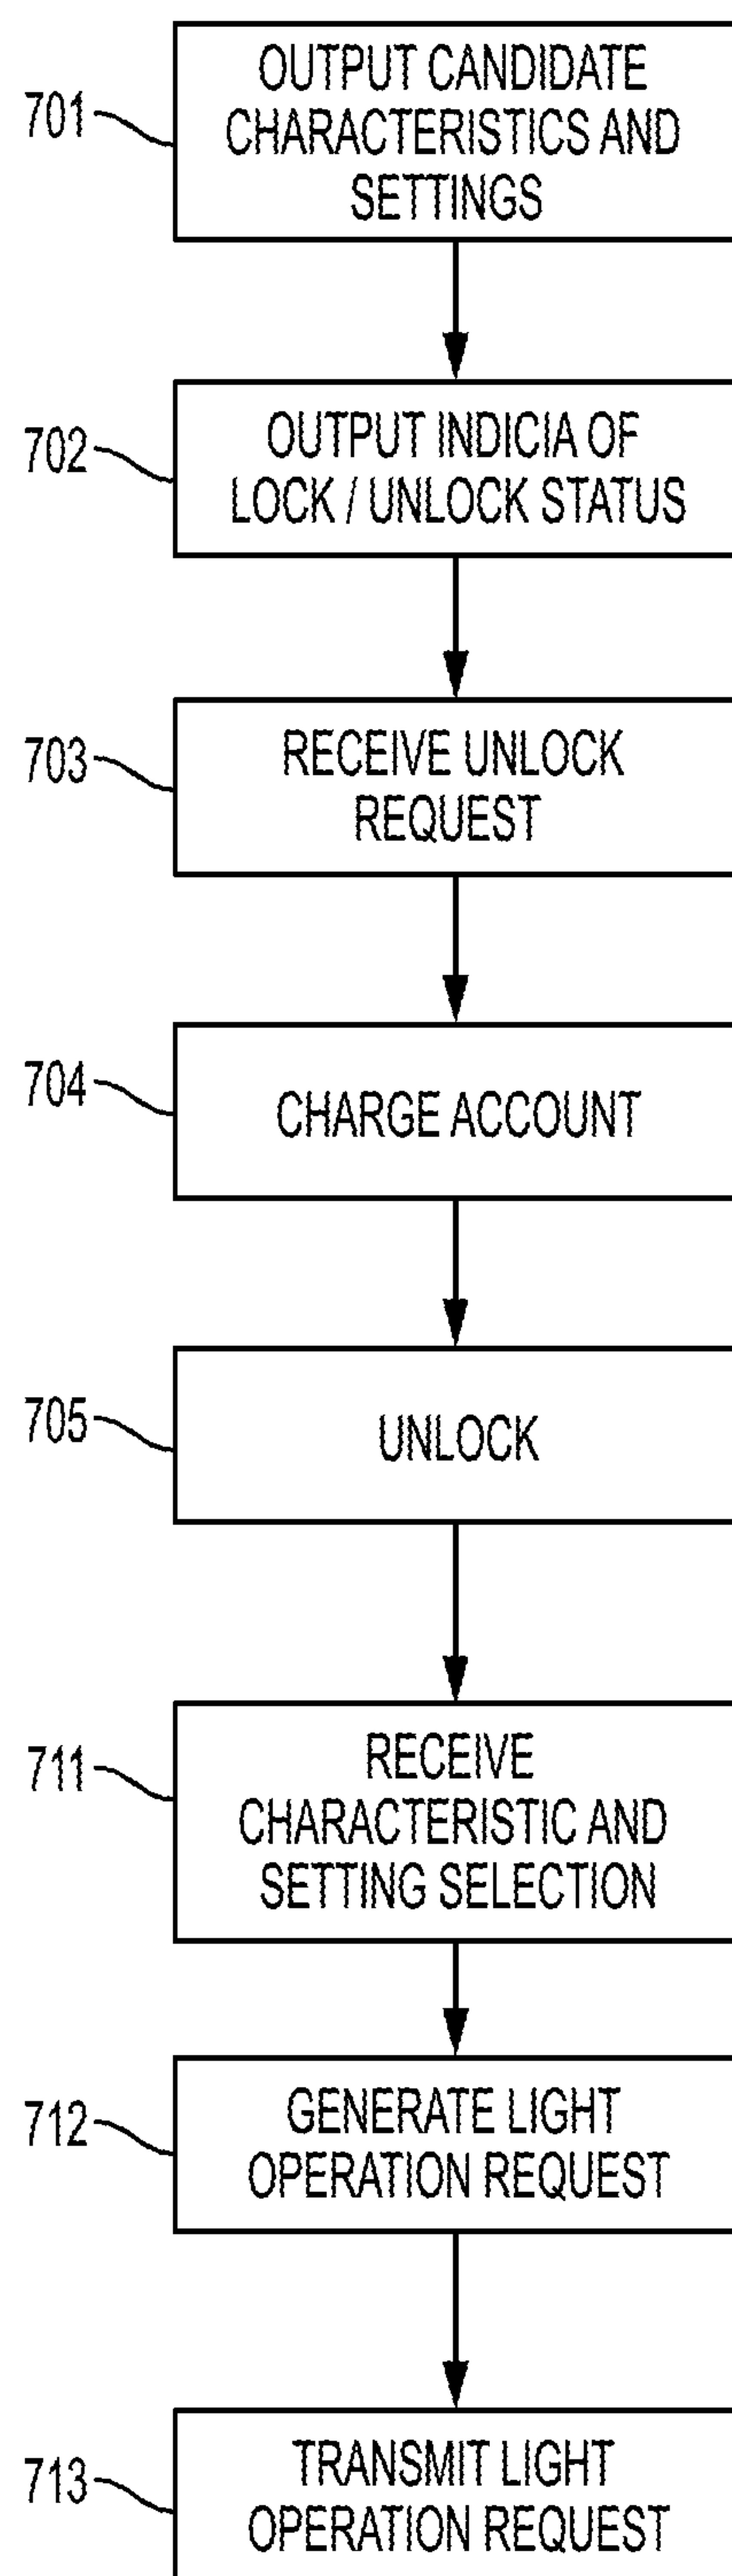 701
OUTPUT CANDIDATE
CHARACTERISTICS AND
SETTINGS
702
OUTPUT INDICIA OF
LOCK / UNLOCK STATUS
703
RECEIVE UNLOCK
REQUEST
704
CHARGE ACCOUNT
705
UNLOCK
711
RECEIVE
CHARACTERISTIC AND
SETTING SELECTION
712
GENERATE LIGHT
OPERATION REQUEST
713
TRANSMIT LIGHT
OPERATION REQUEST